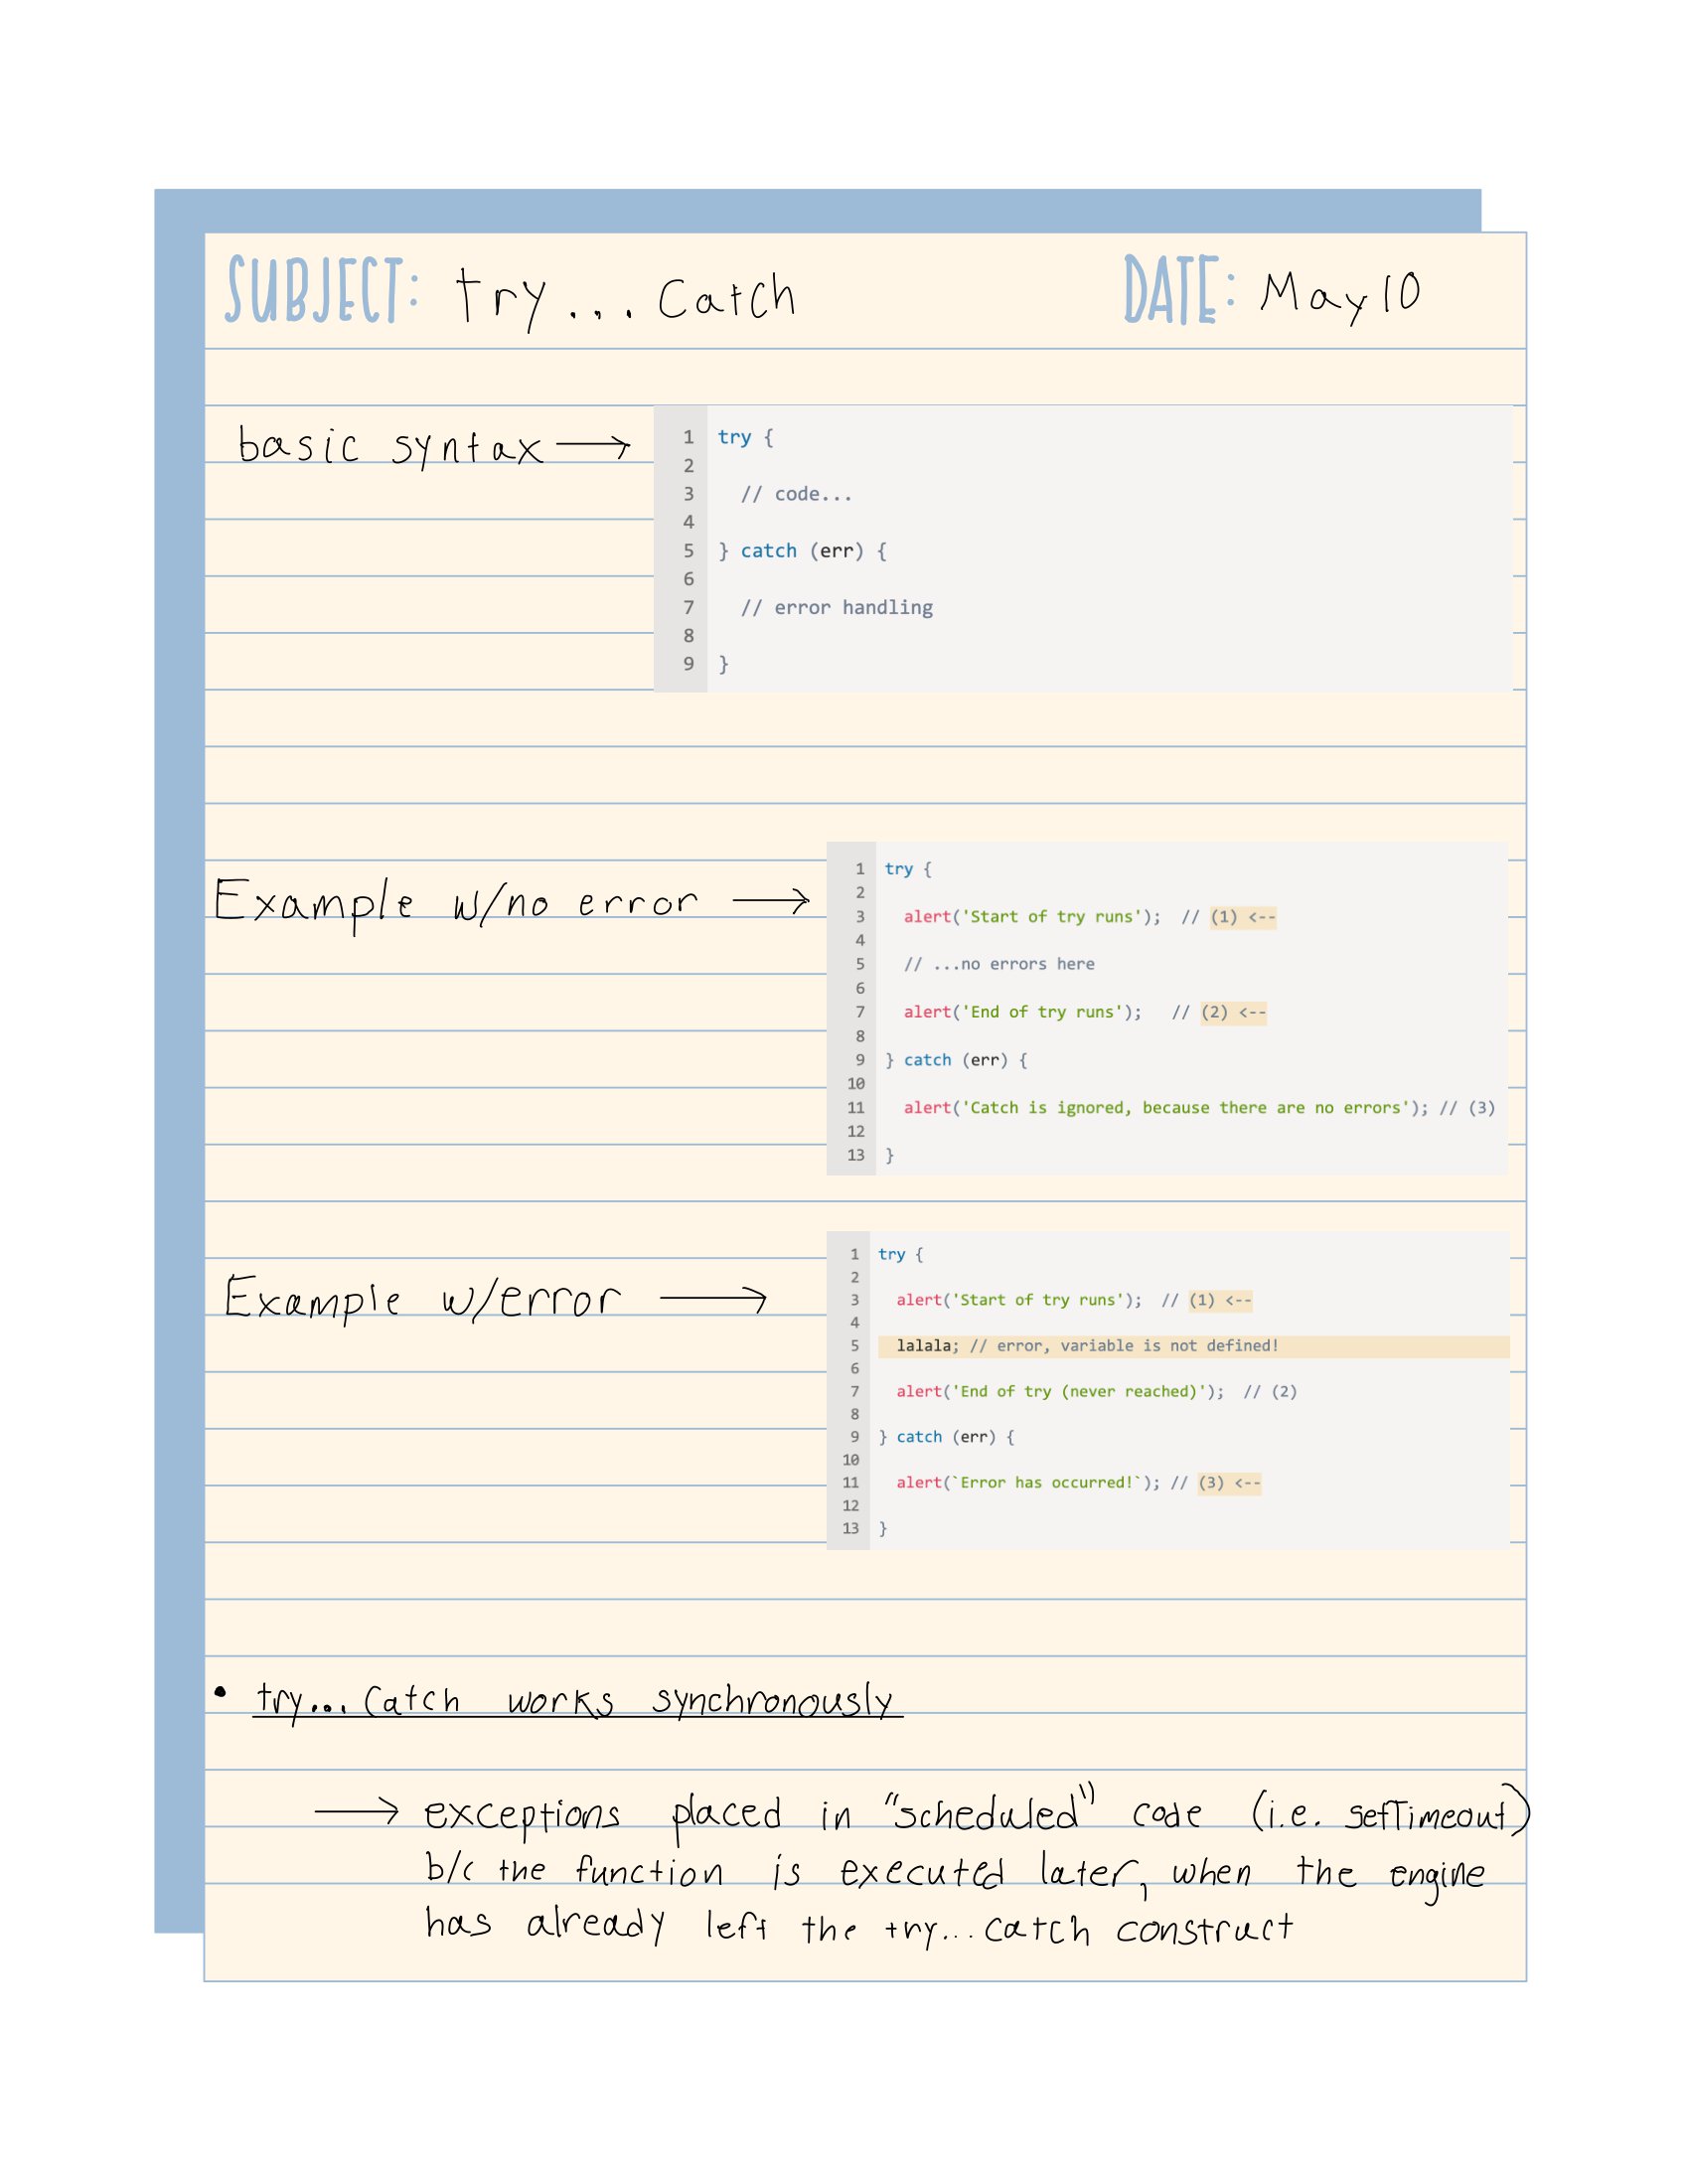 SUBJECT: try... Catch DATE: May 10
basic syntax →
1 try {
2
3   // code...
4
5 } catch (err) {
6
7   // error handling
8
9 }
Example w/no error →
1 try {
2
3   alert('Start of try runs');  // (1) <--
4
5   // ...no errors here
6
7   alert('End of try runs');   // (2) <--
8
9 } catch (err) {
10
11   alert('Catch is ignored, because there are no errors'); // (3)
12
13 }
Example w/error →
1 try {
2
3   alert('Start of try runs');  // (1) <--
4
5   lalala; // error, variable is not defined!
6
7   alert('End of try (never reached)');  // (2)
8
9 } catch (err) {
10
11   alert(`Error has occurred!`); // (3) <--
12
13 }
• try... Catch works synchronously
→ exceptions placed in "scheduled" code (i.e. setTimeout)
b/c the function is executed later, when the engine
has already left the try... catch construct